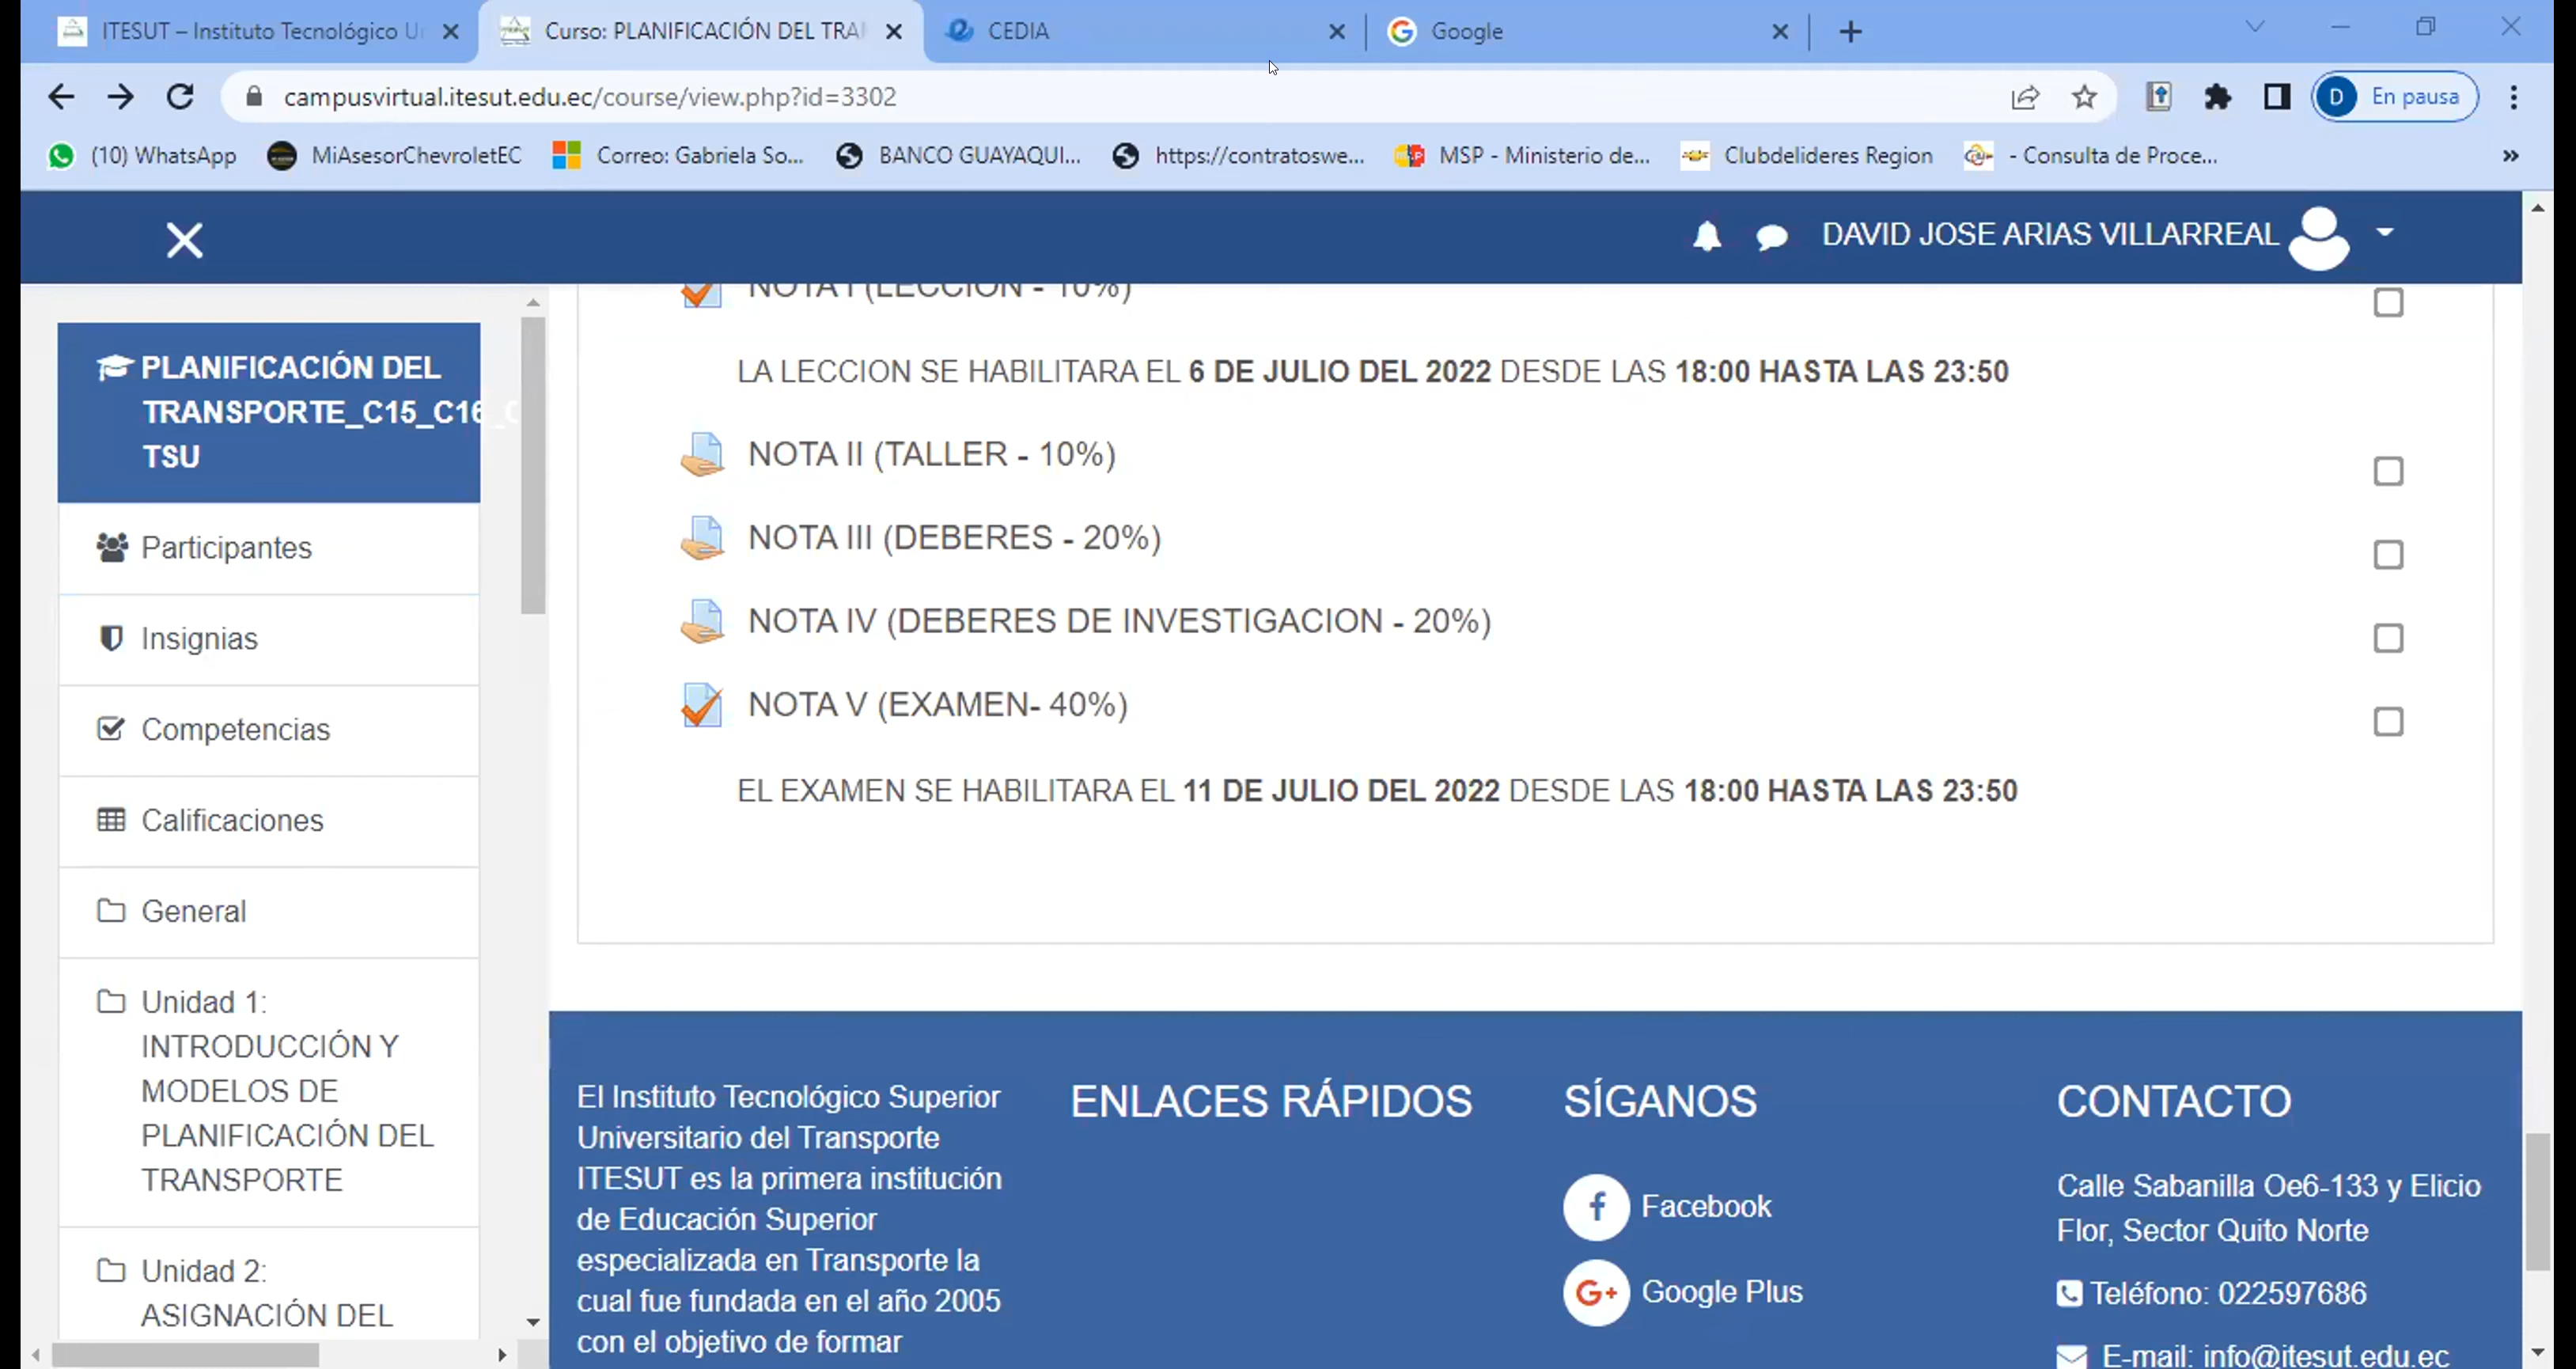 ITESUT – Instituto Tecnológico Un
Curso: PLANIFICACIÓN DEL TRA
CEDIA
Google
campusvirtual.itesut.edu.ec/course/view.php?id=3302
D En pausa
(10) WhatsApp
MiAsesorChevroletEC
Correo: Gabriela So...
BANCO GUAYAQUI...
https://contratoswe...
MSP - Ministerio de...
Clubdelideres Region
- Consulta de Proce...
»
DAVID JOSE ARIAS VILLARREAL
PLANIFICACIÓN DEL
TRANSPORTE_C15_C16_C
TSU
Participantes
Insignias
Competencias
Calificaciones
General
Unidad 1:
INTRODUCCIÓN Y
MODELOS DE
PLANIFICACIÓN DEL
TRANSPORTE
Unidad 2:
ASIGNACIÓN DEL
NOTA I (LECCION - 10%)
LA LECCION SE HABILITARA EL 6 DE JULIO DEL 2022 DESDE LAS 18:00 HASTA LAS 23:50
NOTA II (TALLER - 10%)
NOTA III (DEBERES - 20%)
NOTA IV (DEBERES DE INVESTIGACION - 20%)
NOTA V (EXAMEN- 40%)
EL EXAMEN SE HABILITARA EL 11 DE JULIO DEL 2022 DESDE LAS 18:00 HASTA LAS 23:50
El Instituto Tecnológico Superior
Universitario del Transporte
ITESUT es la primera institución
de Educación Superior
especializada en Transporte la
cual fue fundada en el año 2005
con el objetivo de formar
ENLACES RÁPIDOS
SÍGANOS
f Facebook
G+ Google Plus
CONTACTO
Calle Sabanilla Oe6-133 y Elicio
Flor, Sector Quito Norte
Teléfono: 022597686
E-mail: info@itesut.edu.ec